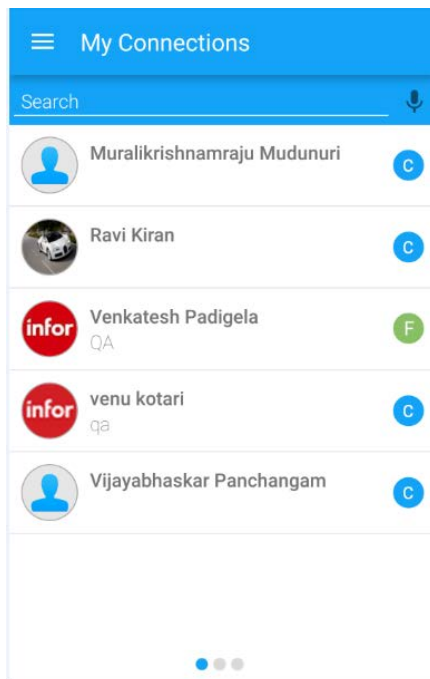 My Connections
Search
Muralikrishnamraju Mudunuri
C
Ravi Kiran
C
infor
Venkatesh Padigela
QA
F
infor
venu kotari
qa
C
Vijayabhaskar Panchangam
C